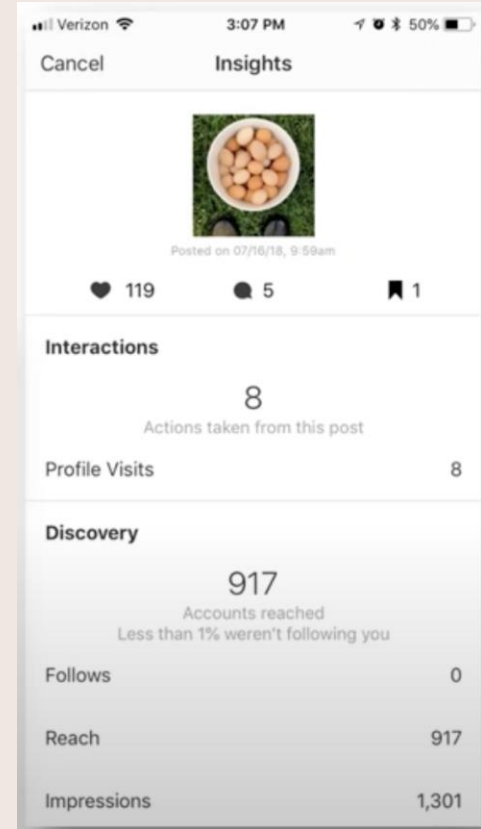 Verizon 3:07 PM 50%
Cancel Insights
Posted on 07/16/18, 9:59am
119 5 1
Interactions
8
Actions taken from this post
Profile Visits 8
Discovery
917
Accounts reached
Less than 1% weren't following you
Follows 0
Reach 917
Impressions 1,301